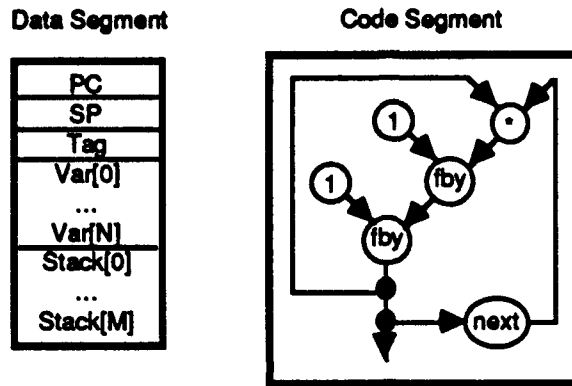 Data Segment
PC
SP
Tag
Var[0]
...
Var[N]
Stack[0]
...
Stack[M]
Code Segment
*
1
fby
1
fby
next